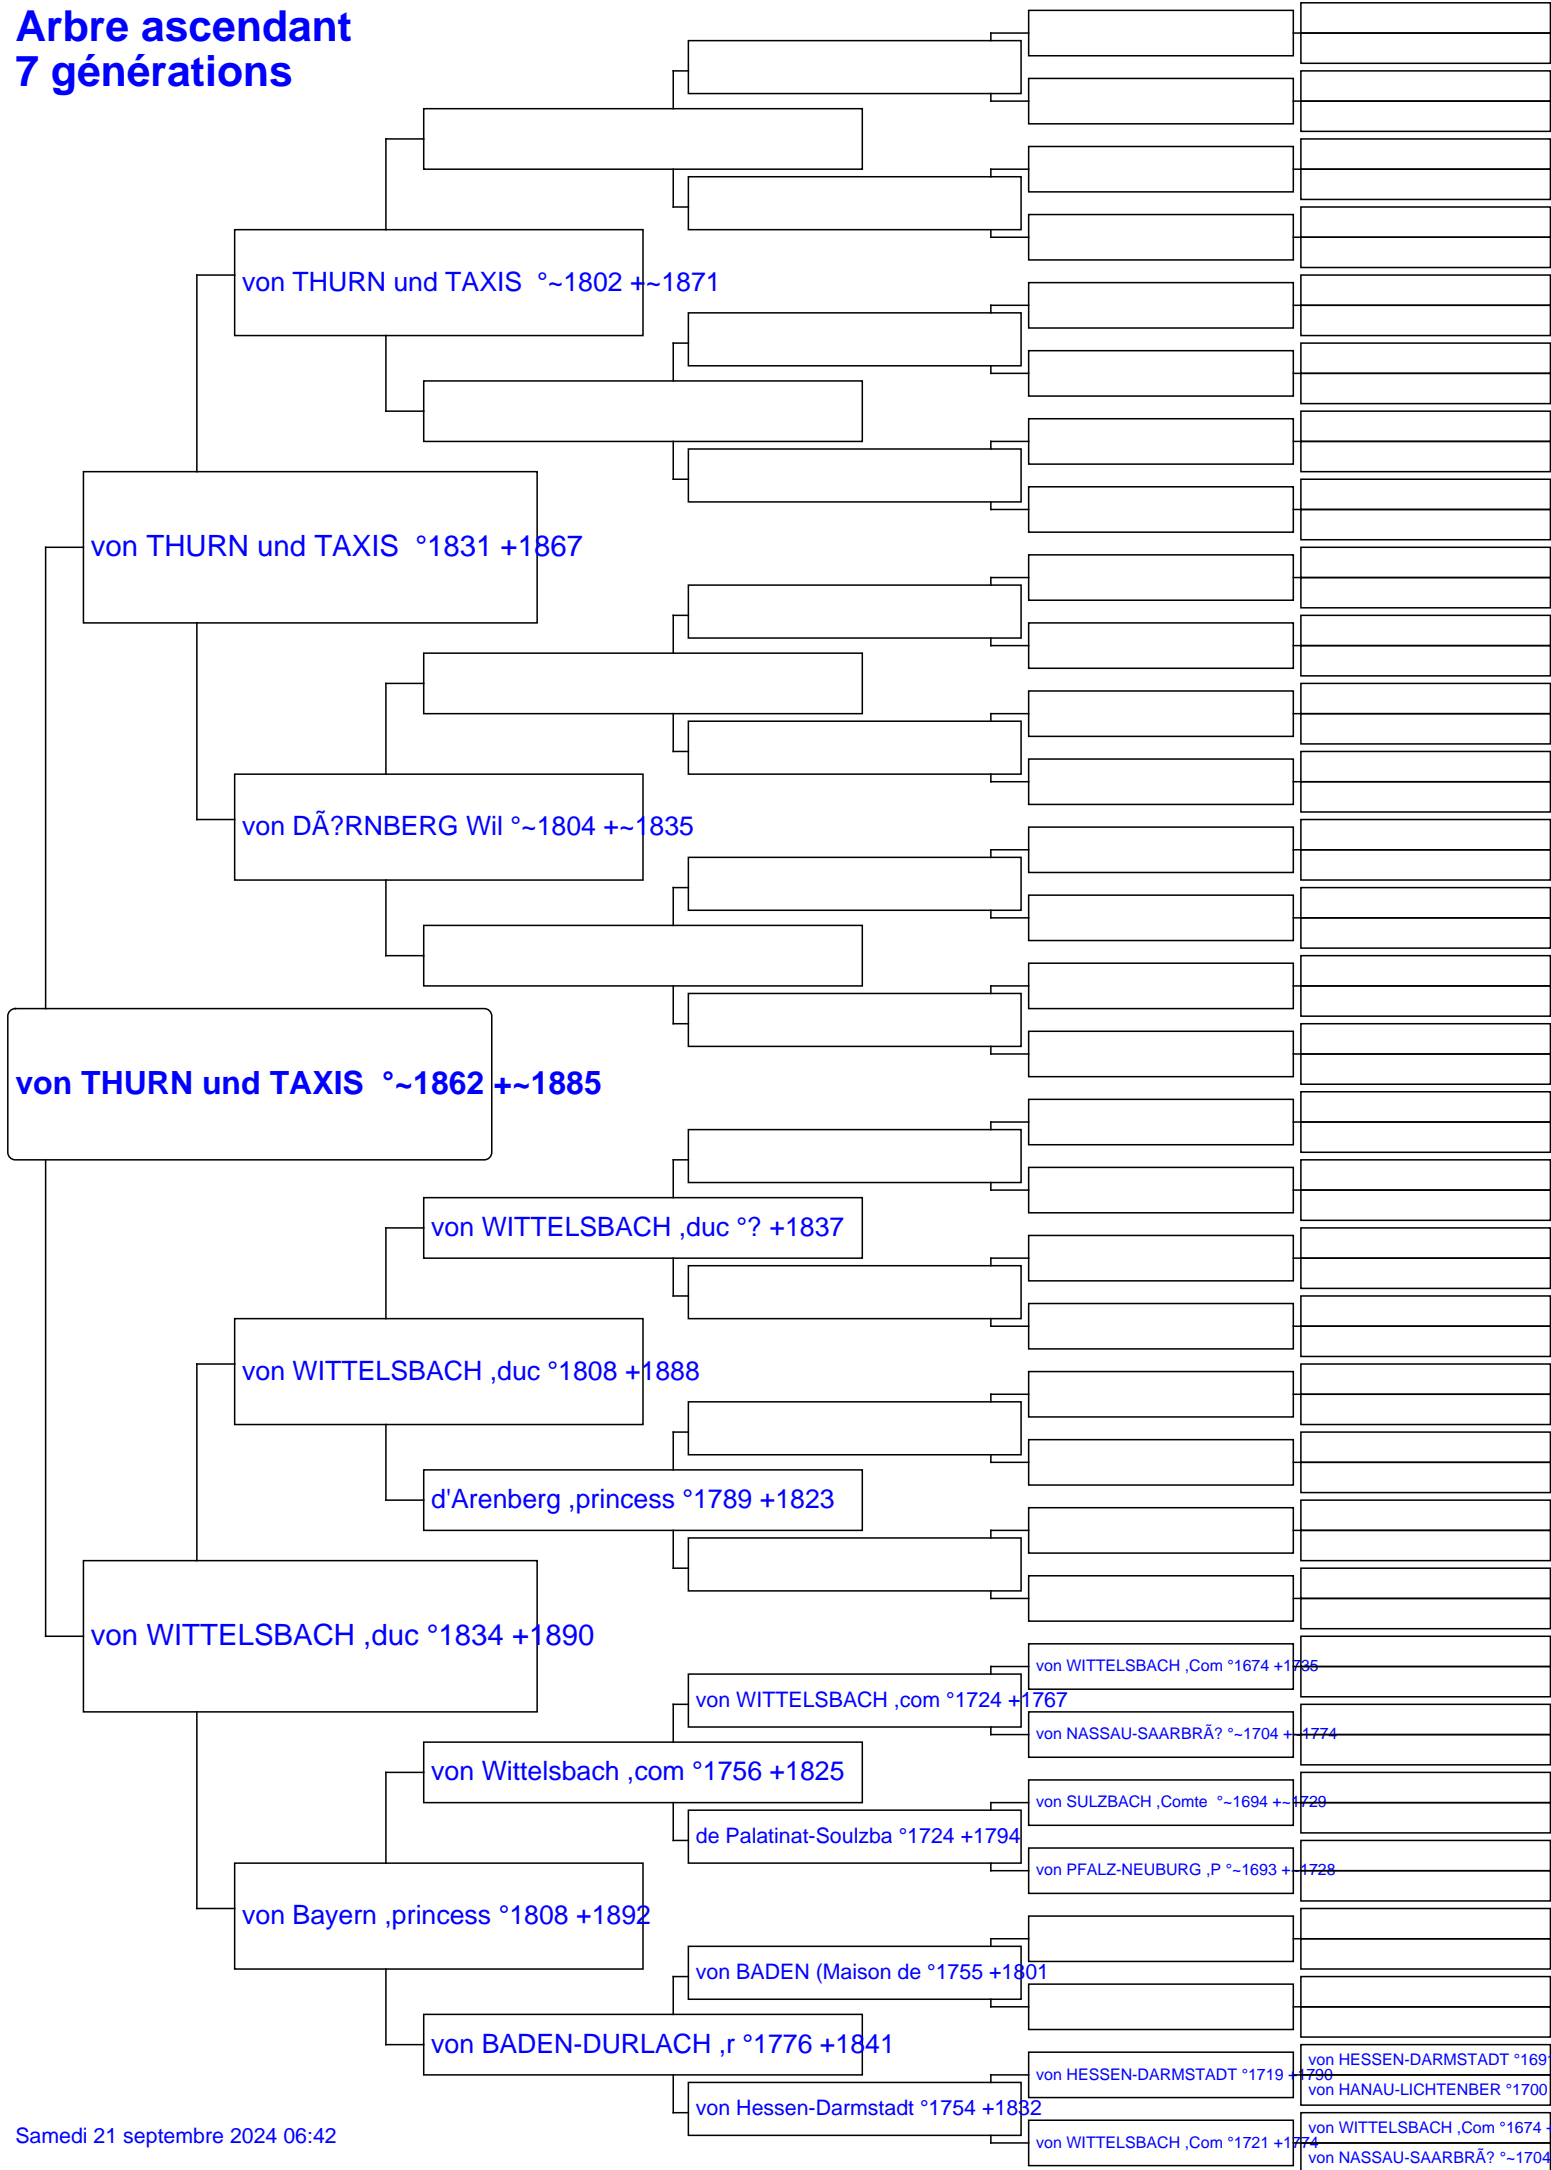 Arbre ascendant
7 générations
von THURN und TAXIS  °~1802 +~1871
von THURN und TAXIS  °1831 +1867
von DÃ?RNBERG Wil °~1804 +~1835
von THURN und TAXIS  °~1862 +~1885
von WITTELSBACH ,duc °? +1837
von WITTELSBACH ,duc °1808 +1888
d'Arenberg ,princess °1789 +1823
von WITTELSBACH ,duc °1834 +1890
von WITTELSBACH ,Com °1674 +1735
von WITTELSBACH ,com °1724 +1767
von NASSAU-SAARBRÃ? °~1704 +~1774
von Wittelsbach ,com °1756 +1825
von SULZBACH ,Comte  °~1694 +~1729
de Palatinat-Soulzba °1724 +1794
von PFALZ-NEUBURG ,P °~1693 +~1728
von Bayern ,princess °1808 +1892
von BADEN (Maison de °1755 +1801
von BADEN-DURLACH ,r °1776 +1841
von HESSEN-DARMSTADT °1691
von HESSEN-DARMSTADT °1719 +1790
von HANAU-LICHTENBER °1700
von Hessen-Darmstadt °1754 +1832
von WITTELSBACH ,Com °1674 +
von WITTELSBACH ,Com °1721 +1774
von NASSAU-SAARBRÃ? °~1704
Samedi 21 septembre 2024 06:42